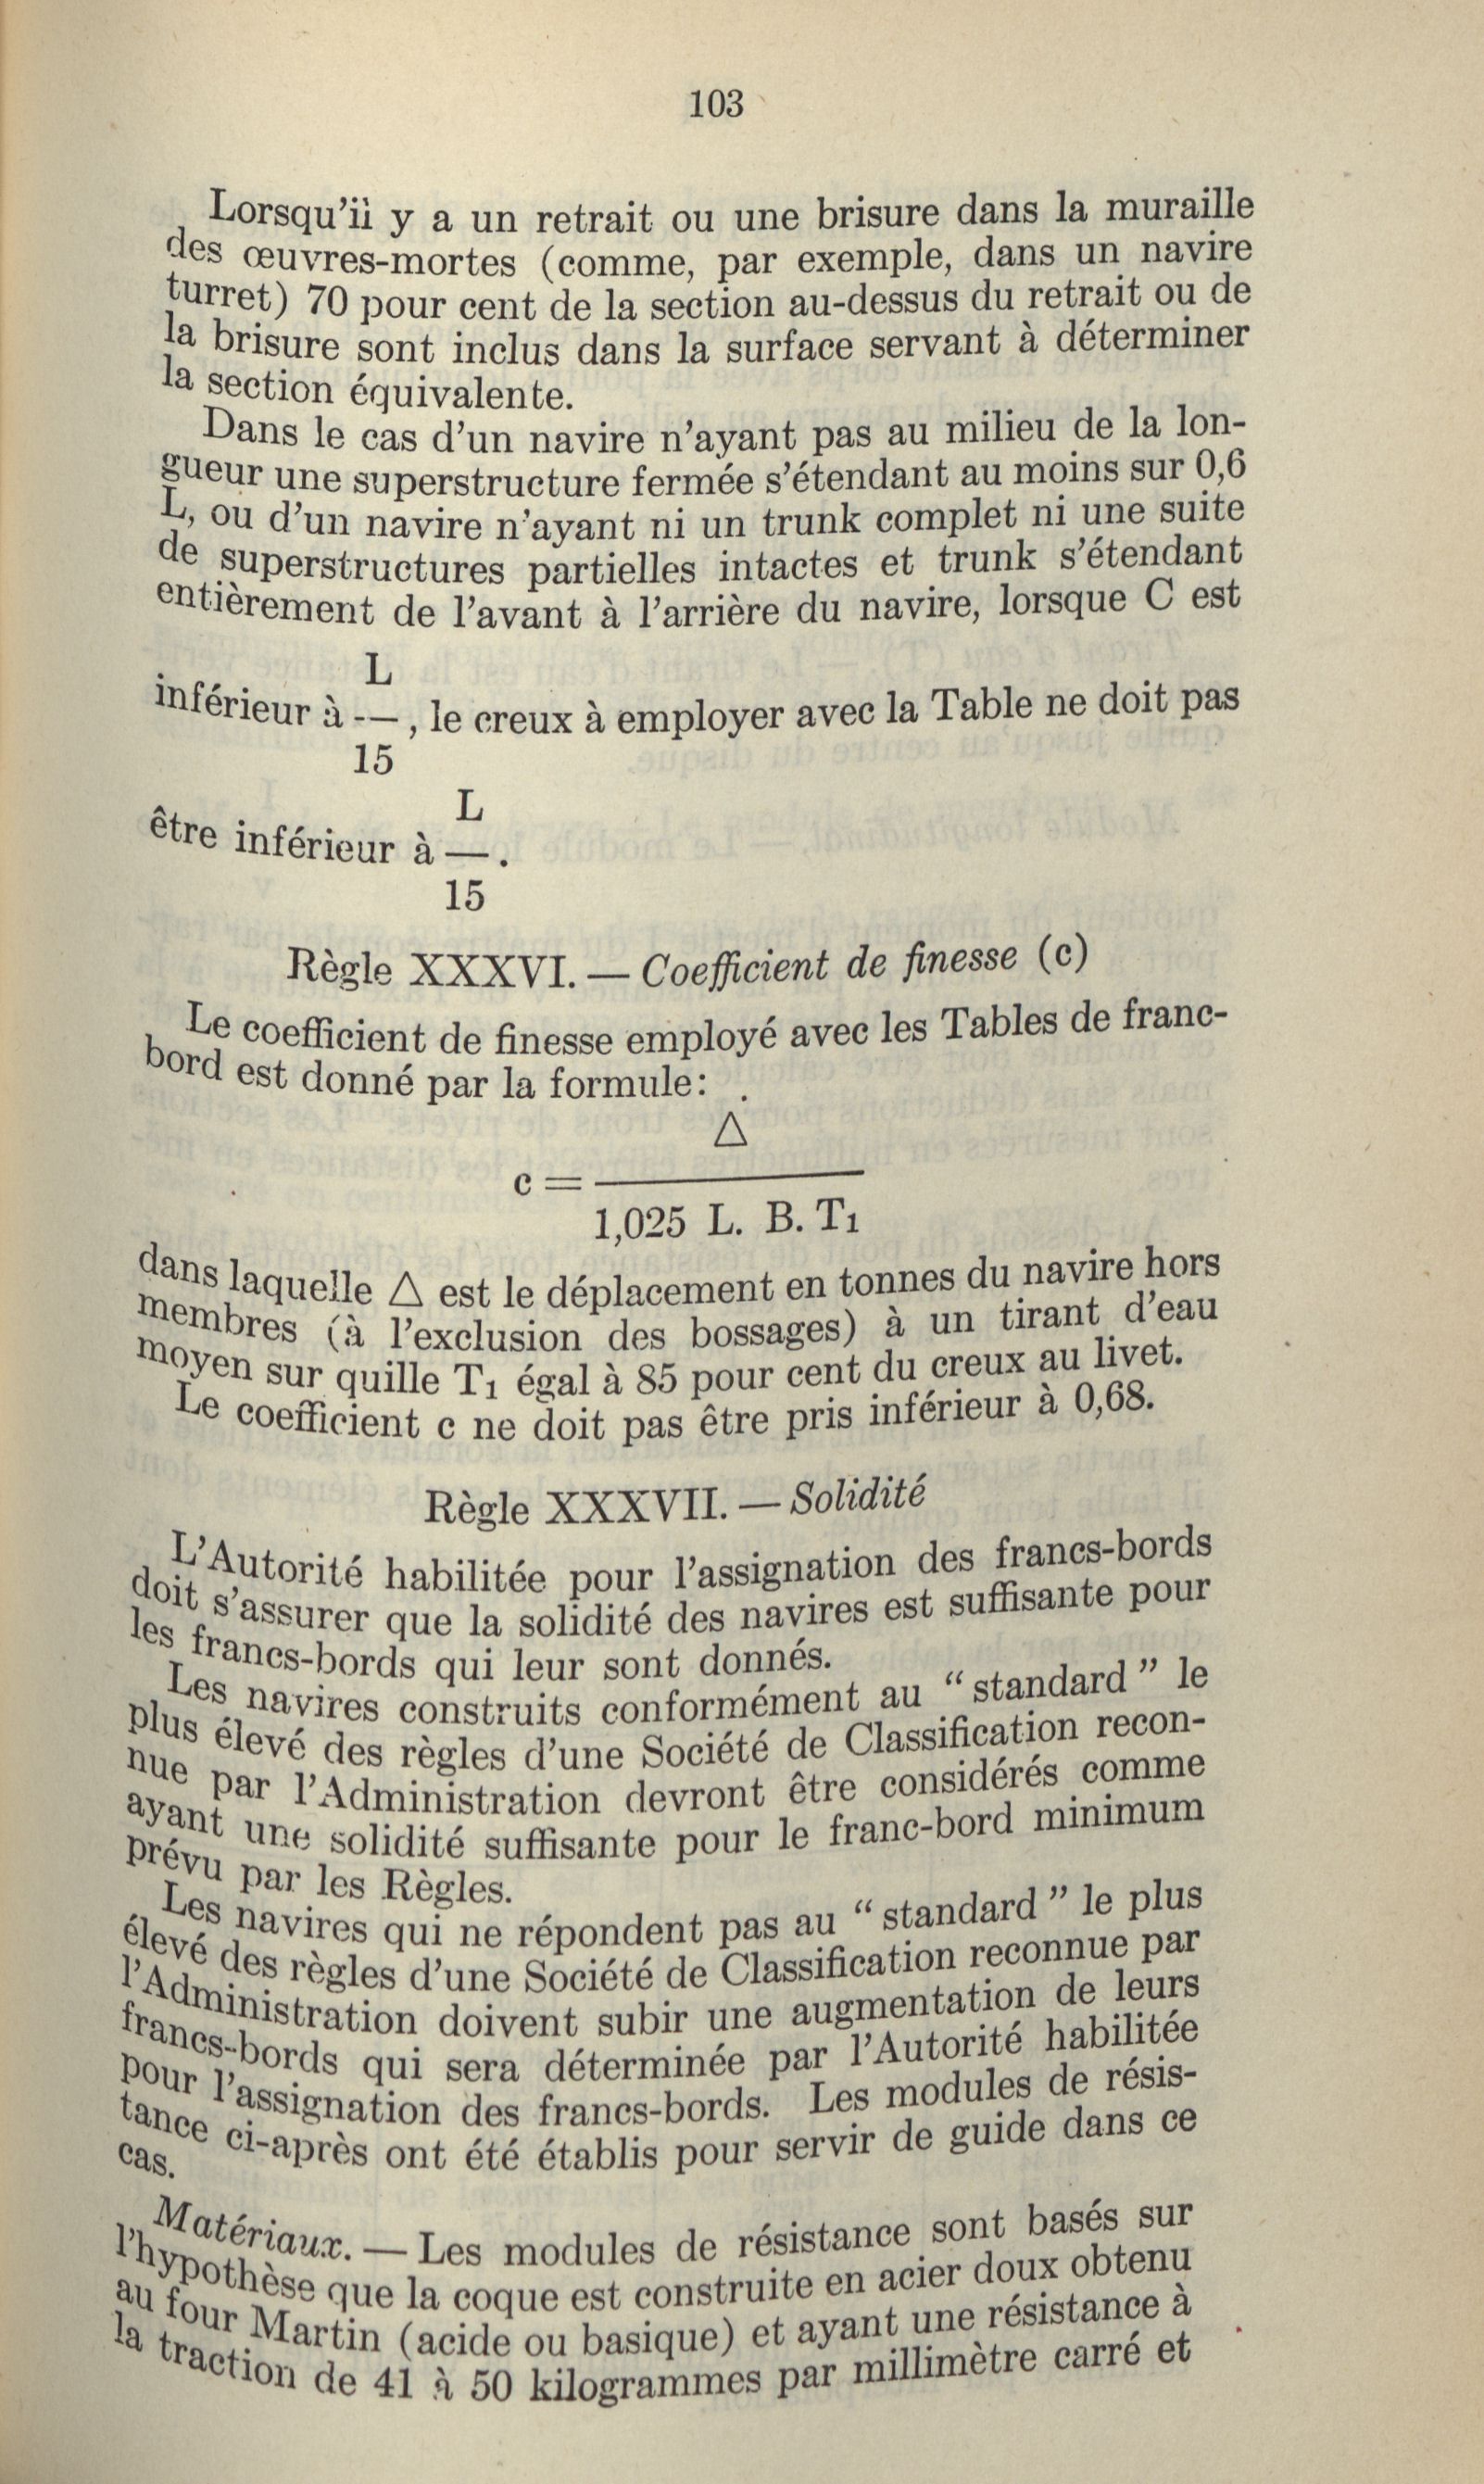 103
Lorsqu'iì y a un retrait ou une brisure dans la muraille
des œuvres-mortes (comme, par exemple, dans un navire
turret) 70 pour cent de la section au-dessus du retrait ou de
la brisure sont inclus dans la surface servant à déterminer
la section équivalente.
Dans le cas d'un navire n'ayant pas au milieu de la lon-
gueur une superstructure fermée s'étendant au moins sur 0,6
L, ou d'un navire n'ayant ni un trunk complet ni une suite
de superstructures partielles intactes et trunk s'étendant
entièrement de l'avant à l'arrière du navire, lorsque C est
L
inférieur à -— , le creux à employer avec la Table ne doit pas
15
L
être inférieur à — .
15
Règle XXXVI. — Coefficient de finesse (c)
Le coefficient de finesse employé avec les Tables de franc-
bord est donné par la formule:
△
c = ————
1,025 L. B. T1
dans laquelle △ est le déplacement en tonnes du navire hors
membres (à l'exclusion des bossages) à un tirant d'eau
moyen sur quille T1 égal à 85 pour cent du creux au livet.
Le coefficient c ne doit pas être pris inférieur à 0,68.
Règle XXXVII. — Solidité
L'Autorité habilitée pour l'assignation des francs-bords
doit s'assurer que la solidité des navires est suffisante pour
les francs-bords qui leur sont donnés.
Les navires construits conformément au “ standard ” le
plus élevé des règles d'une Société de Classification recon-
nue par l'Administration devront être considérés comme
ayant une solidité suffisante pour le franc-bord minimum
prévu par les Règles.
Les navires qui ne répondent pas au “ standard ” le plus
élevé des règles d'une Société de Classification reconnue par
l'Administration doivent subir une augmentation de leurs
francs-bords qui sera déterminée par l'Autorité habilitée
pour l'assignation des francs-bords. Les modules de résis-
tance ci-après ont été établis pour servir de guide dans ce
cas.
Matériaux. — Les modules de résistance sont basés sur
l'hypothèse que la coque est construite en acier doux obtenu
au four Martin (acide ou basique) et ayant une résistance à
la traction de 41 à 50 kilogrammes par millimètre carré et